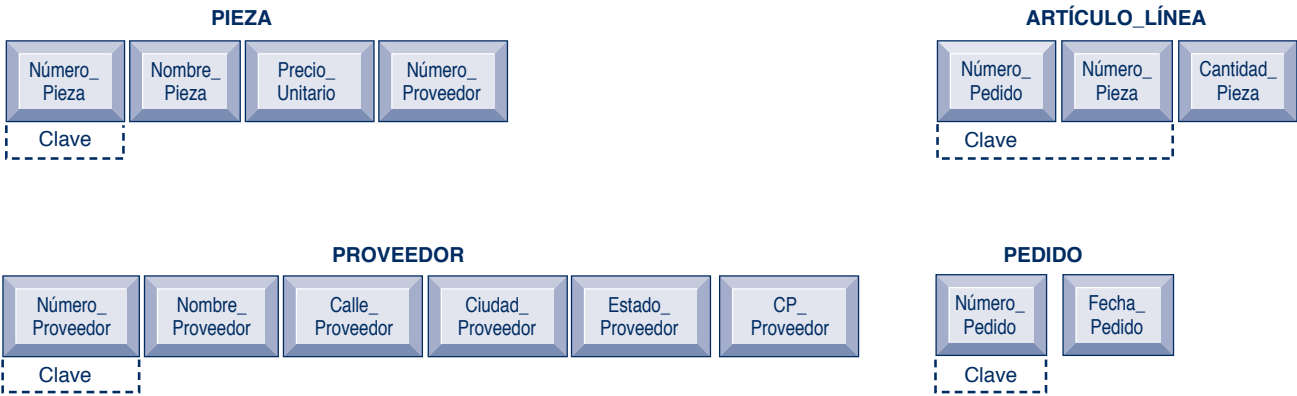 PIEZA
Número_
Pieza
Nombre_
Pieza
Precio_
Unitario
Número_
Proveedor
Clave
ARTÍCULO_LÍNEA
Número_
Pedido
Número_
Pieza
Cantidad_
Pieza
Clave
PROVEEDOR
Número_
Proveedor
Nombre_
Proveedor
Calle_
Proveedor
Ciudad_
Proveedor
Estado_
Proveedor
CP_
Proveedor
Clave
PEDIDO
Número_
Pedido
Fecha_
Pedido
Clave